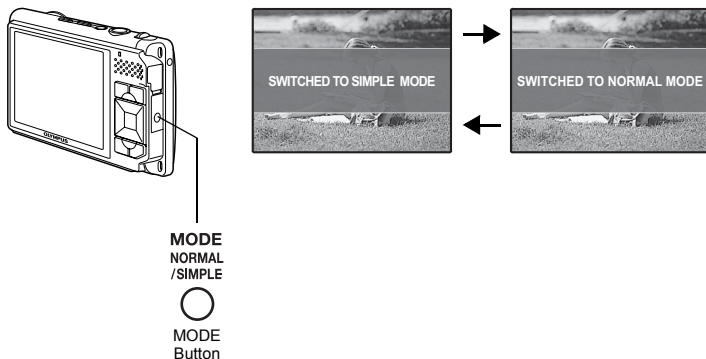 SWITCHED TO SIMPLE MODE
SWITCHED TO NORMAL MODE
OLYMPUS
MODE
NORMAL
/SIMPLE
MODE
Button